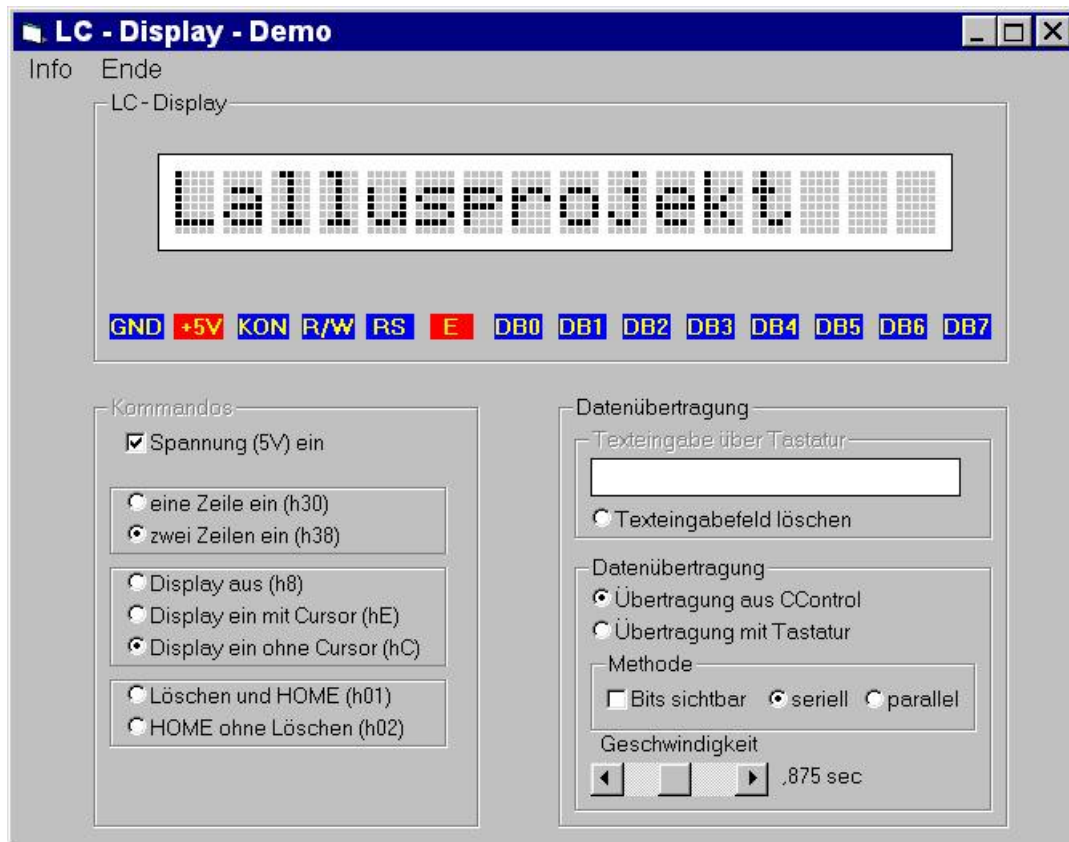 LC - Display - Demo
Info Ende
LC - Display
Lallusprojekt
GND +5V KON R/W RS E DB0 DB1 DB2 DB3 DB4 DB5 DB6 DB7
Kommandos
Spannung (5V) ein
eine Zeile ein (h30)
zwei Zeilen ein (h38)
Display aus (h8)
Display ein mit Cursor (hE)
Display ein ohne Cursor (hC)
Löschen und HOME (h01)
HOME ohne Löschen (h02)
Datenübertragung
Texteingabe über Tastatur
Texteingabefeld löschen
Datenübertragung
Übertragung aus CControl
Übertragung mit Tastatur
Methode
Bits sichtbar seriell parallel
Geschwindigkeit
,875 sec